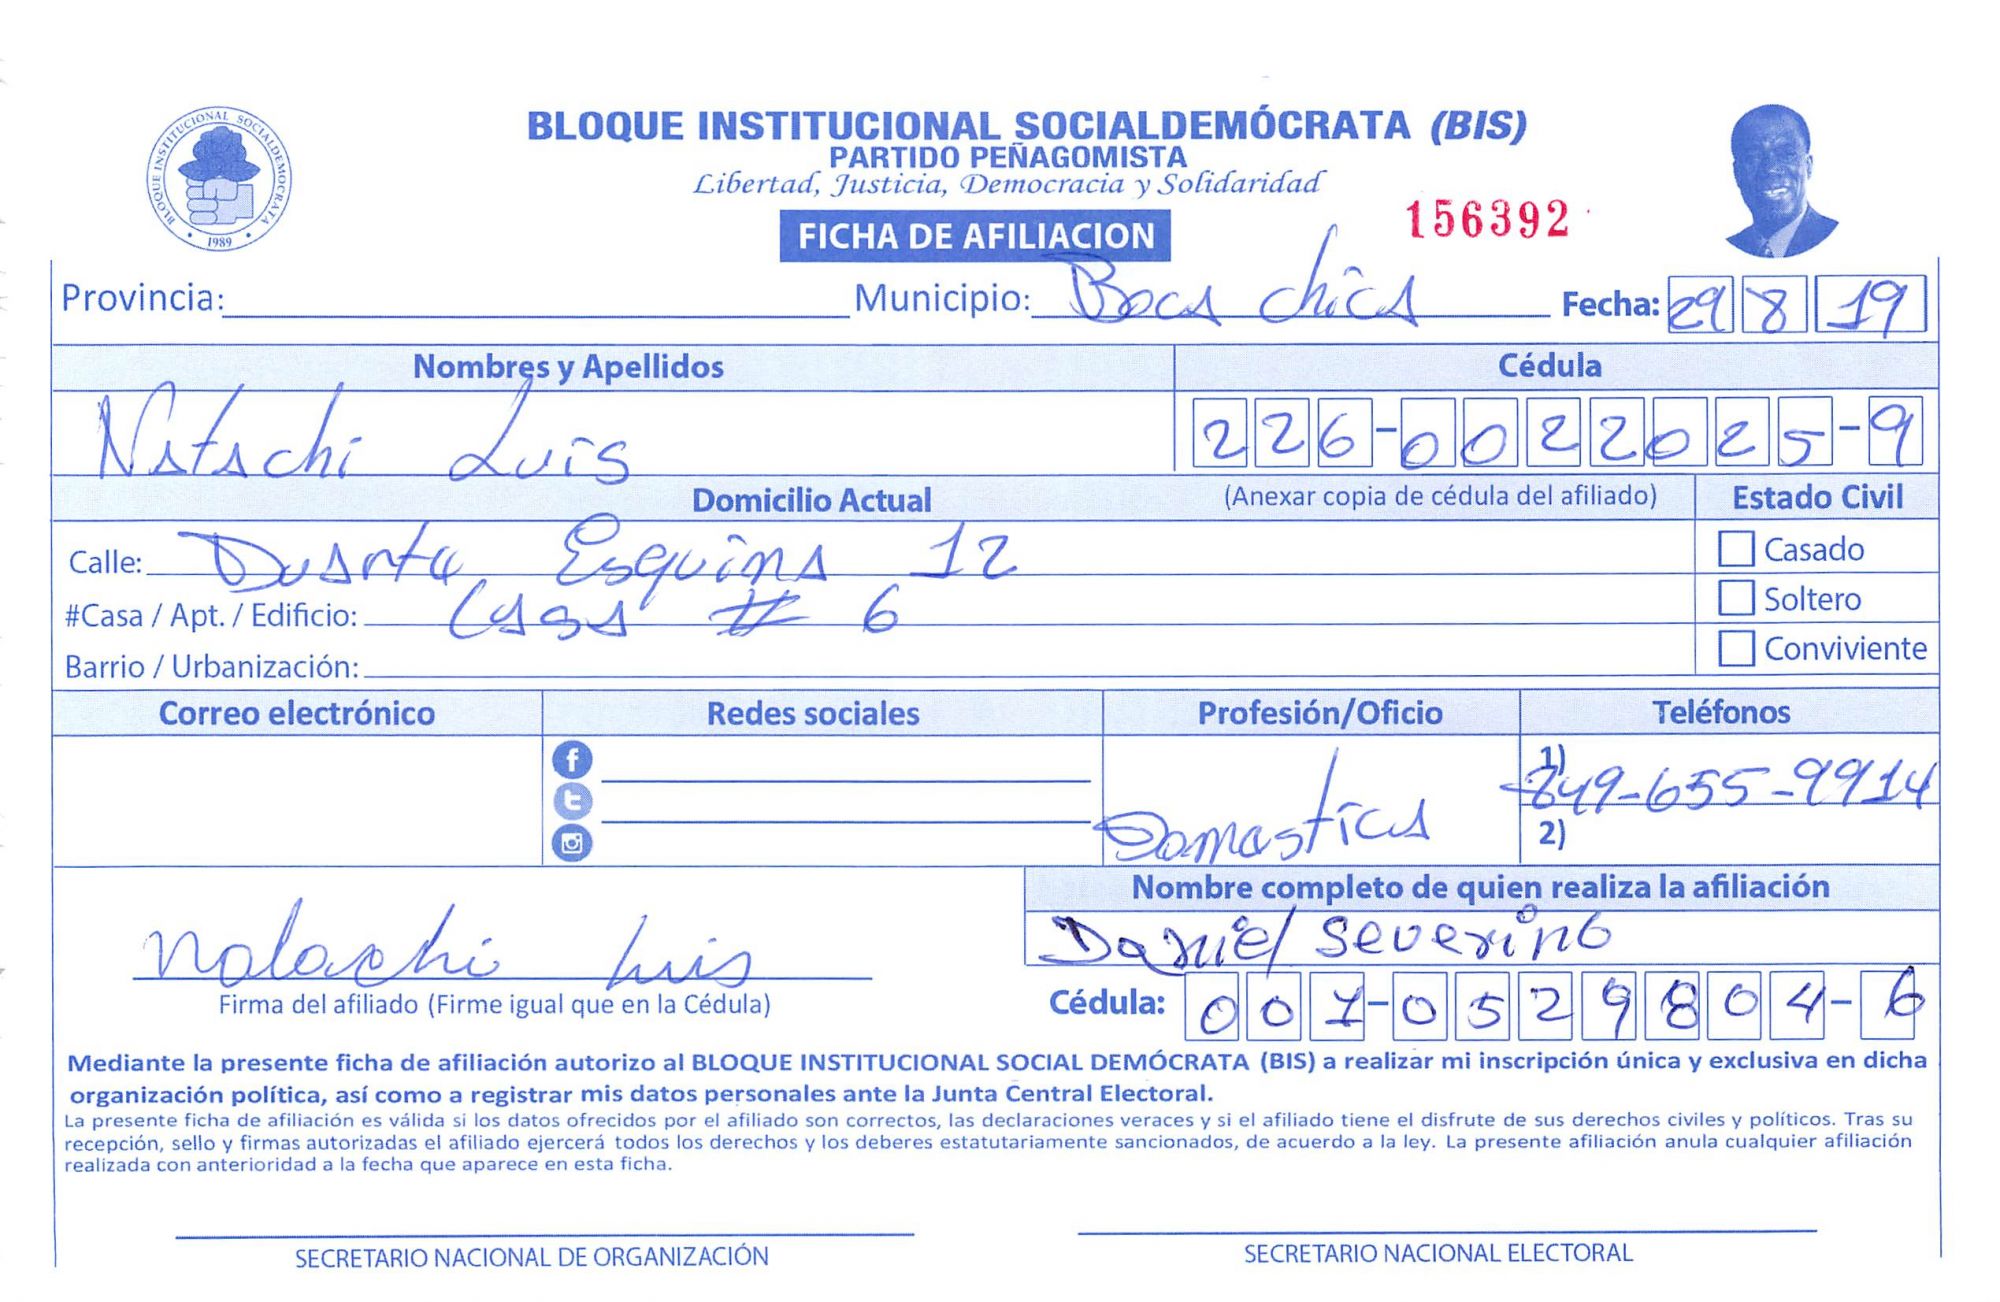 BLOQUE INSTITUCIONAL SOCIALDEMÓCRATA (BIS)
PARTIDO PEÑAGOMISTA
Libertad, Justicia, Democracia y Solidaridad
BLOQUE INSTITUCIONAL SOCIALDEMOCRATA
1989
156392
FICHA DE AFILIACION
Provincia: Municipio: Boca chica Fecha: 29 8 19
Nombres y Apellidos Cédula
Natachi Luis 226-0022025-9
Domicilio Actual (Anexar copia de cédula del afiliado) Estado Civil
Calle: Duarte Esquina 12 Casado
#Casa / Apt. / Edificio: Casa # 6 Soltero
Barrio / Urbanización: Conviviente
Correo electrónico Redes sociales Profesión/Oficio Teléfonos
Domastica 1) 849-655-9914
2)
Nombre completo de quien realiza la afiliación
Natachi Luis Daniel Severino
Firma del afiliado (Firme igual que en la Cédula) Cédula: 001-0529804-6
Mediante la presente ficha de afiliación autorizo al BLOQUE INSTITUCIONAL SOCIAL DEMÓCRATA (BIS) a realizar mi inscripción única y exclusiva en dicha
organización política, así como a registrar mis datos personales ante la Junta Central Electoral.
La presente ficha de afiliación es válida si los datos ofrecidos por el afiliado son correctos, las declaraciones veraces y si el afiliado tiene el disfrute de sus derechos civiles y políticos. Tras su
recepción, sello y firmas autorizadas el afiliado ejercerá todos los derechos y los deberes estatutariamente sancionados, de acuerdo a la ley. La presente afiliación anula cualquier afiliación
realizada con anterioridad a la fecha que aparece en esta ficha.
SECRETARIO NACIONAL DE ORGANIZACIÓN SECRETARIO NACIONAL ELECTORAL